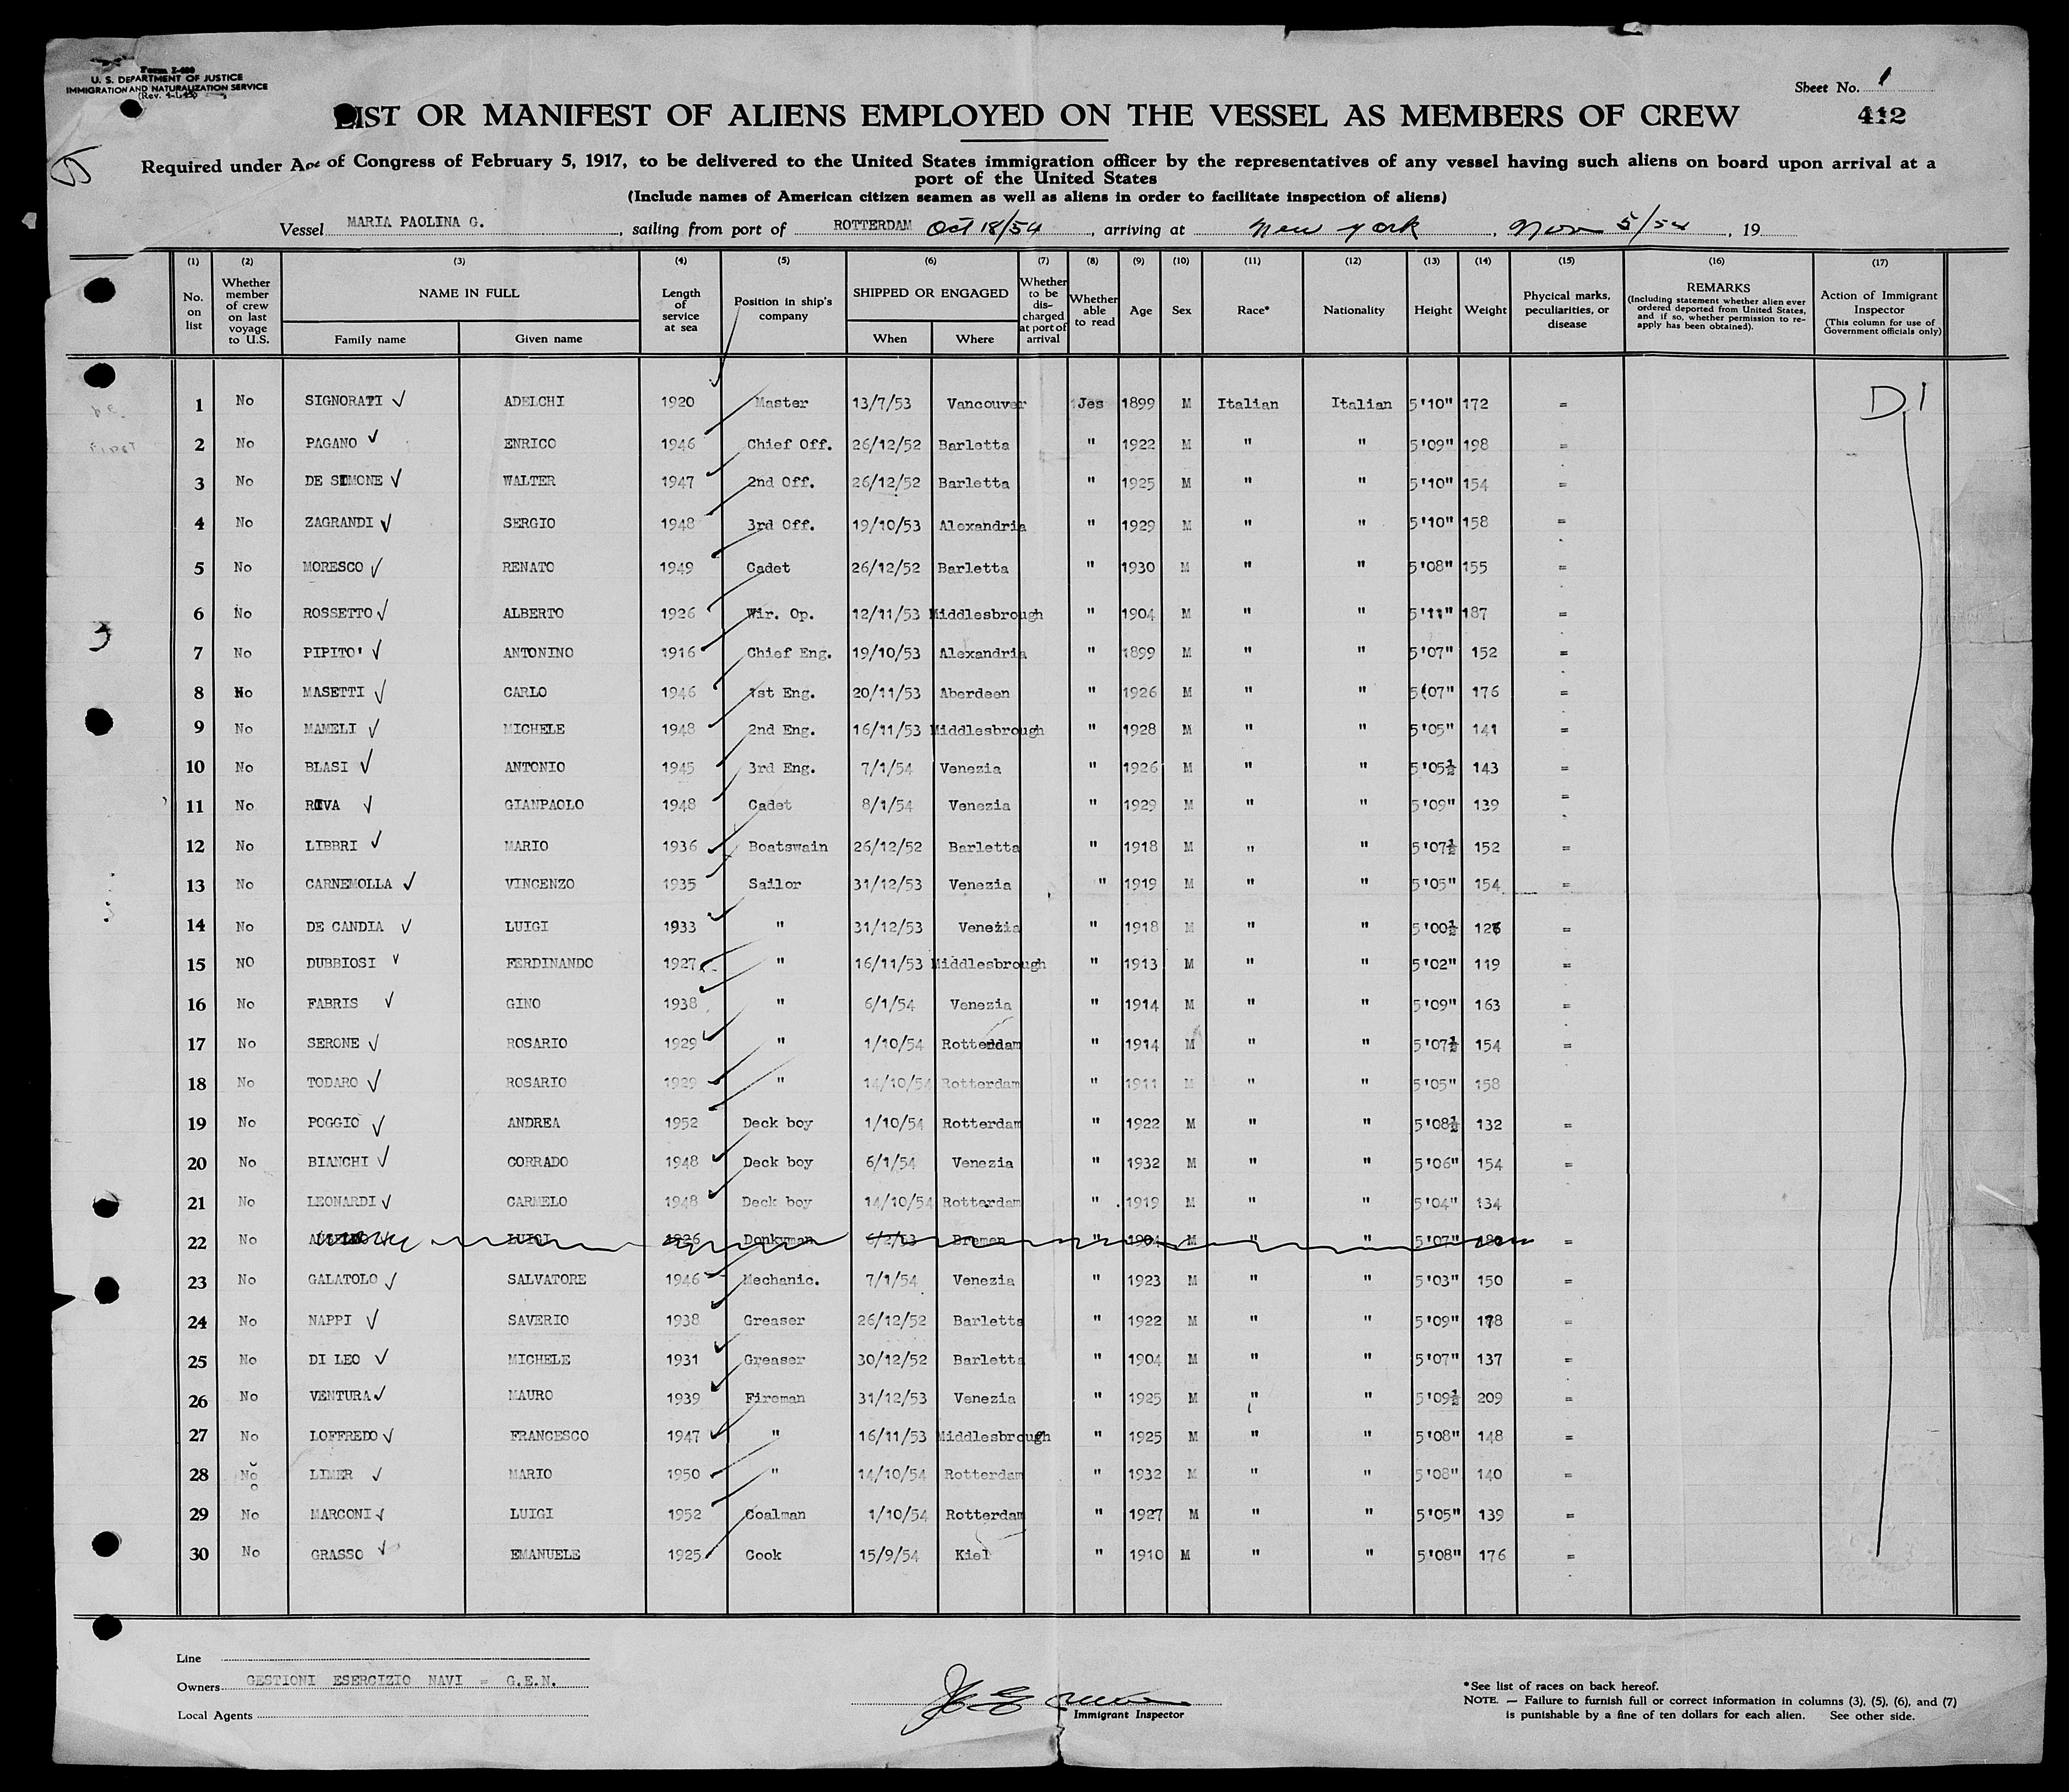 Form I-480
U. S. DEPARTMENT OF JUSTICE
IMMIGRATION AND NATURALIZATION SERVICE
(Rev. 4-1-45)
Sheet No. 1
LIST OR MANIFEST OF ALIENS EMPLOYED ON THE VESSEL AS MEMBERS OF CREW
412
Required under Act of Congress of February 5, 1917, to be delivered to the United States immigration officer by the representatives of any vessel having such aliens on board upon arrival at a
port of the United States
(Include names of American citizen seamen as well as aliens in order to facilitate inspection of aliens)
Vessel MARIA PAOLINA G. , sailing from port of ROTTERDAM Oct 18/54 , arriving at New York , Nov 5/54 , 19
(1) (2) (3) (4) (5) (6) (7) (8) (9) (10) (11) (12) (13) (14) (15) (16) (17)
No. on list
Whether member of crew on last voyage to U.S.
NAME IN FULL
Family name
Given name
Length of service at sea
Position in ship's company
SHIPPED OR ENGAGED
When
Where
Whether to be discharged at port of arrival
Whether able to read
Age
Sex
Race*
Nationality
Height
Weight
Physical marks, peculiarities, or disease
REMARKS
(Including statement whether alien ever ordered deported from United States, and if so, whether permission to reapply has been obtained).
Action of Immigrant Inspector
(This column for use of Government officials only)
1 No SIGNORATI ADELCHI 1920 Master 13/7/53 Vancouver Jes 1899 M Italian Italian 5'10" 172 = D1
2 No PAGANO ENRICO 1946 Chief Off. 26/12/52 Barletta " 1922 M " " 5'09" 198 =
3 No DE SIMONE WALTER 1947 2nd Off. 26/12/52 Barletta " 1925 M " " 5'10" 154 =
4 No ZAGRANDI SERGIO 1948 3rd Off. 19/10/53 Alexandria " 1929 M " " 5'10" 158 =
5 No MORESCO RENATO 1949 Cadet 26/12/52 Barletta " 1930 M " " 5'08" 155 =
6 No ROSSETTO ALBERTO 1926 Wir. Op. 12/11/53 Middlesbrough " 1904 M " " 5'11" 187 =
7 No PIPITO' ANTONINO 1916 Chief Eng. 19/10/53 Alexandria " 1899 M " " 5'07" 152 =
8 No MASETTI CARLO 1946 1st Eng. 20/11/53 Aberdeen " 1926 M " " 5(07" 176 =
9 No MAMELI MICHELE 1948 2nd Eng. 16/11/53 Middlesbrough " 1928 M " " 5'05" 141 =
10 No BLASI ANTONIO 1945 3rd Eng. 7/1/54 Venezia " 1926 M " " 5'05½ 143 =
11 No RIVA GIANPAOLO 1948 Cadet 8/1/54 Venezia " 1929 M " " 5'09" 139 =
12 No LIBBRI MARIO 1936 Boatswain 26/12/52 Barletta " 1918 M " " 5'07½ 152 =
13 No CARNEMOLLA VINCENZO 1935 Sailor 31/12/53 Venezia " 1919 M " " 5'05" 154 =
14 No DE CANDIA LUIGI 1933 " 31/12/53 Venezia " 1918 M " " 5'00½ =
15 NO DUBBIOSI FERDINANDO 1927 " 16/11/53 Middlesbrough " 1913 M " " 5'02" 119 =
16 No FABRIS GINO 1938 " 6/1/54 Venezia " 1914 M " " 5'09" 163 =
17 No SERONE ROSARIO 1929 " 1/10/54 Rotterdam " 1914 M " " 5'07½ 154 =
18 No TODARO ROSARIO 1929 " 14/10/54 Rotterdam " 1911 M " " 5'05" 158 =
19 No POGGIO ANDREA 1952 Deck boy 1/10/54 Rotterdam " 1922 M " " 5'08½ 132 =
20 No BIANCHI CORRADO 1948 Deck boy 6/1/54 Venezia " 1932 M " " 5'06" 154 =
21 No LEONARDI CARMELO 1948 Deck boy 14/10/54 Rotterdam " 1919 M " " 5'04" 134 =
22 No LUIGI 1926 Donkyman Bremen " 1904 M " " 5'07" =
23 No GALATOLO SALVATORE 1946 Mechanic. 7/1/54 Venezia " 1923 M " " 5'03" 150 =
24 No NAPPI SAVERIO 1938 Greaser 26/12/52 Barletta " 1922 M " " 5'09" 178 =
25 No DI LEO MICHELE 1931 Greaser 30/12/52 Barletta " 1904 M " " 5'07" 137 =
26 No VENTURA MAURO 1939 Fireman 31/12/53 Venezia " 1925 M " " 5'09½ 209 =
27 No LOFFREDO FRANCESCO 1947 " 16/11/53 Middlesbrough " 1925 M " " 5'08" 148 =
28 No LIMER MARIO 1950 " 14/10/54 Rotterdam " 1932 M " " 5'08" 140 =
29 No MARCONI LUIGI 1952 Coalman 1/10/54 Rotterdam " 1927 M " " 5'05" 139 =
30 No GRASSO EMANUELE 1925 Cook 15/9/54 Kiel " 1910 M " " 5'08" 176 =
Line
Owners GESTIONI ESERCIZIO NAVI = G.E.N.
Local Agents
Immigrant Inspector
*See list of races on back hereof.
NOTE. — Failure to furnish full or correct information in columns (3), (5), (6), and (7)
is punishable by a fine of ten dollars for each alien. See other side.